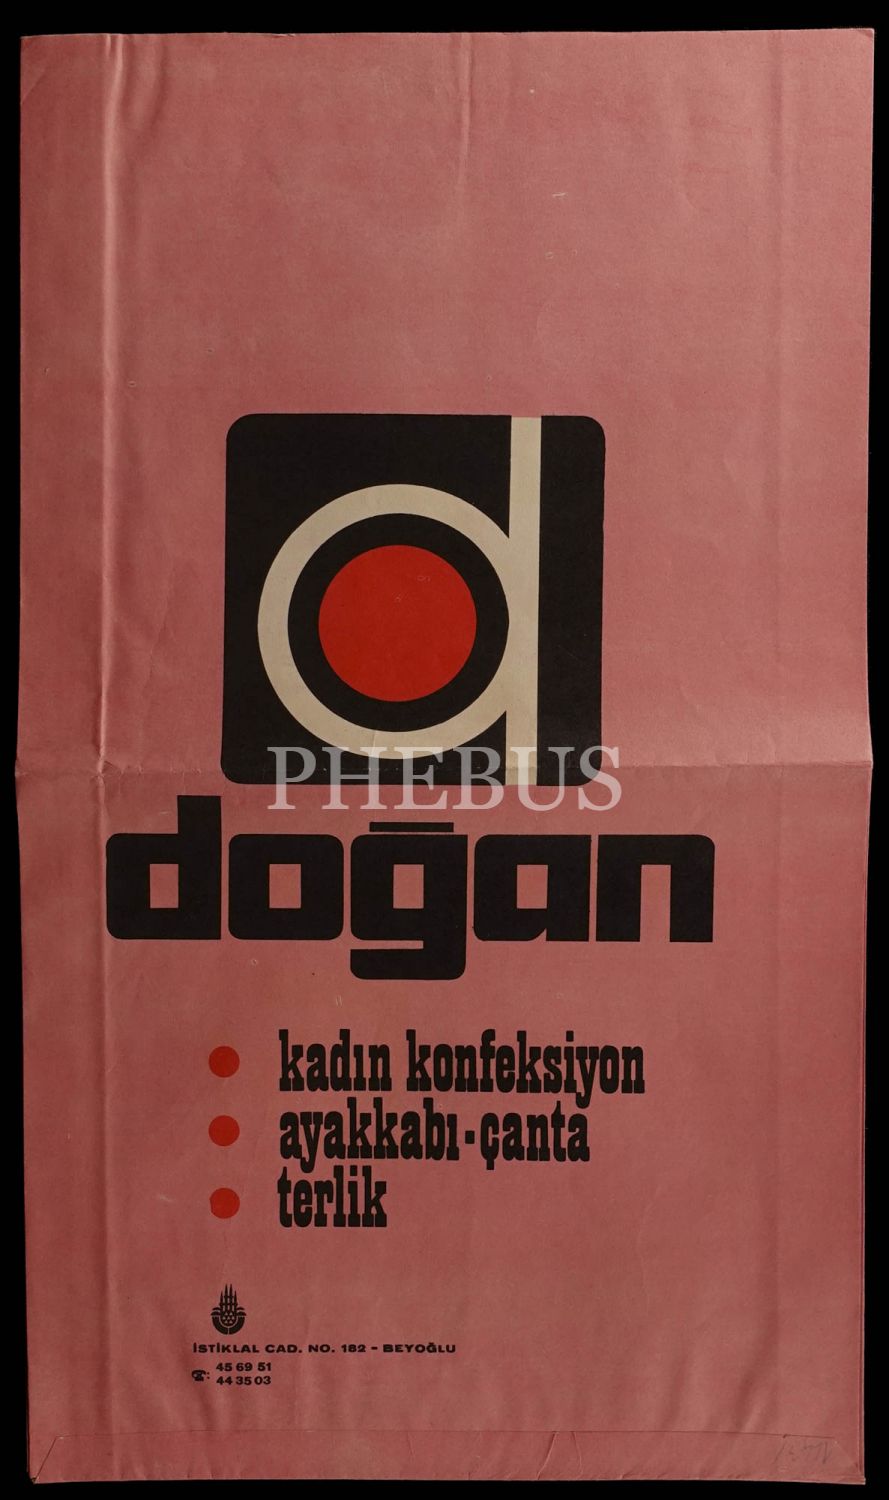 d
PHEBUS
doğan
kadın konfeksiyon
ayakkabı-çanta
terlik
İSTİKLAL CAD. NO. 182 - BEYOĞLU
☎: 45 69 51
44 35 03